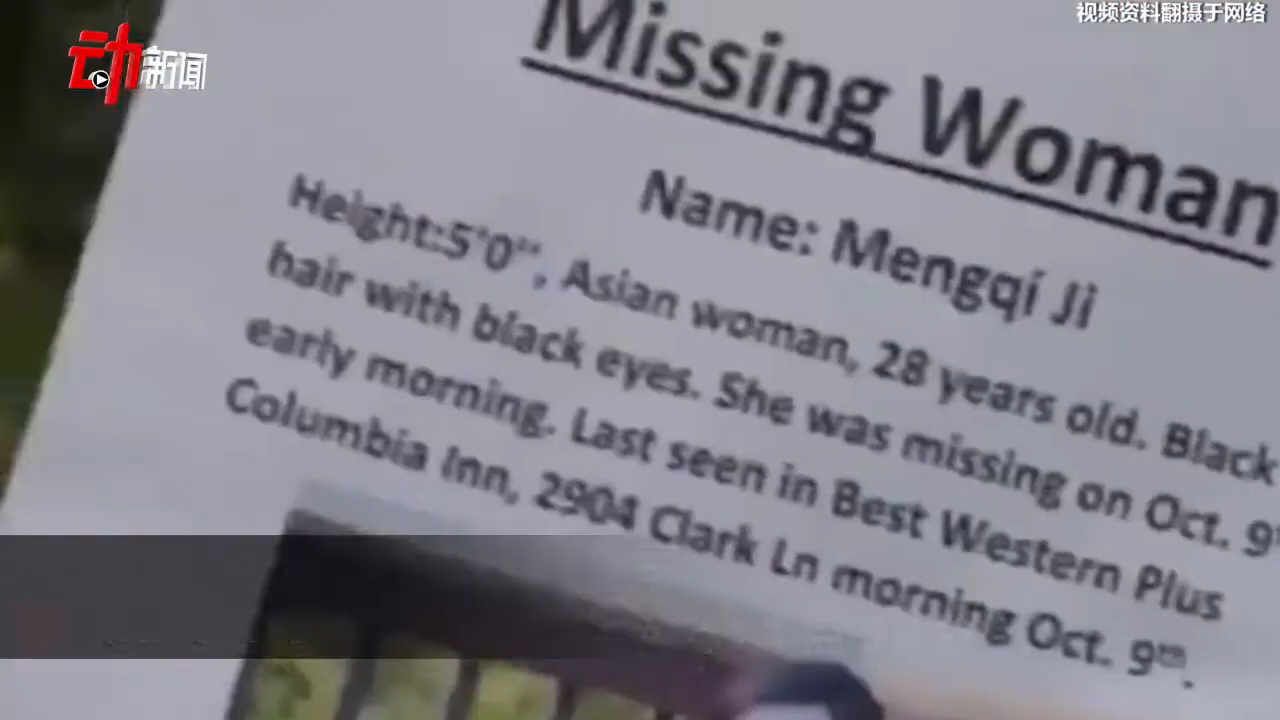 视频资料翻摄于网络
动新闻
Missing Woman
Name: Mengqi Ji
Height:5'0'', Asian woman, 28 years old. Black
hair with black eyes. She was missing on Oct. 9
early morning. Last seen in Best Western Plus
Columbia Inn, 2904 Clark Ln morning Oct. 9th.